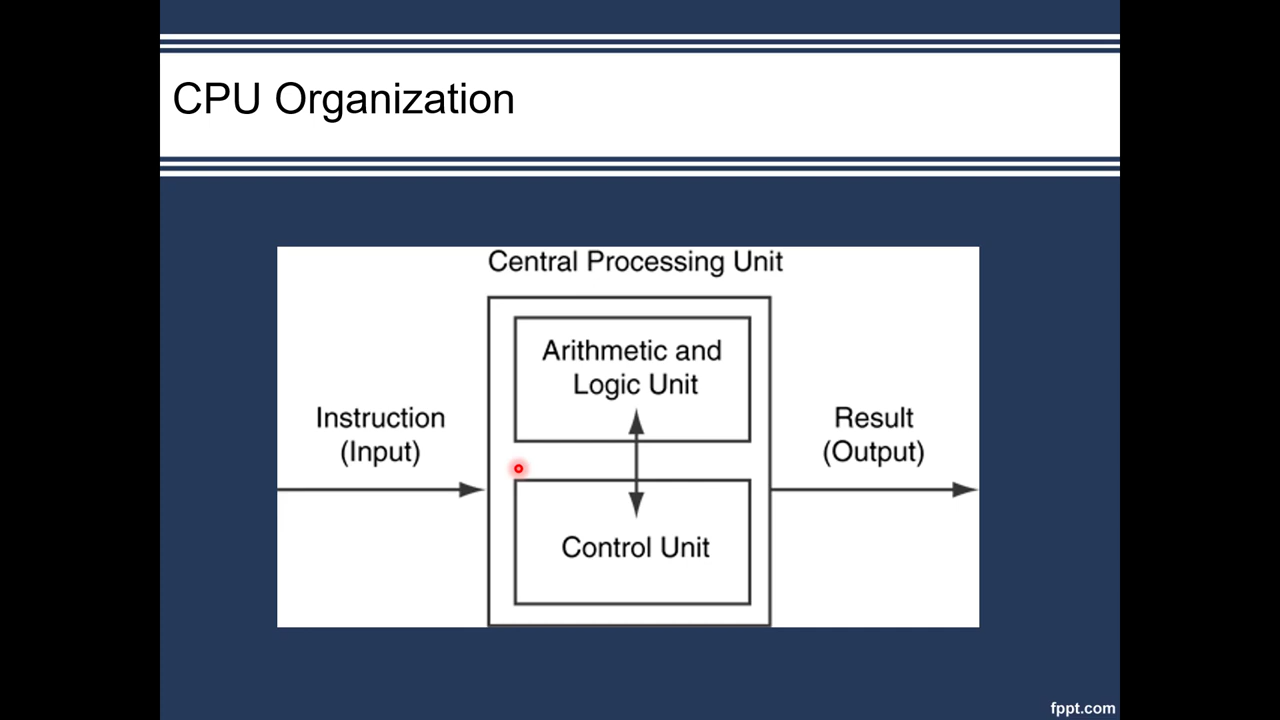 CPU Organization
Central Processing Unit
Arithmetic and
Logic Unit
Instruction
(Input)
Result
(Output)
Control Unit
fppt.com